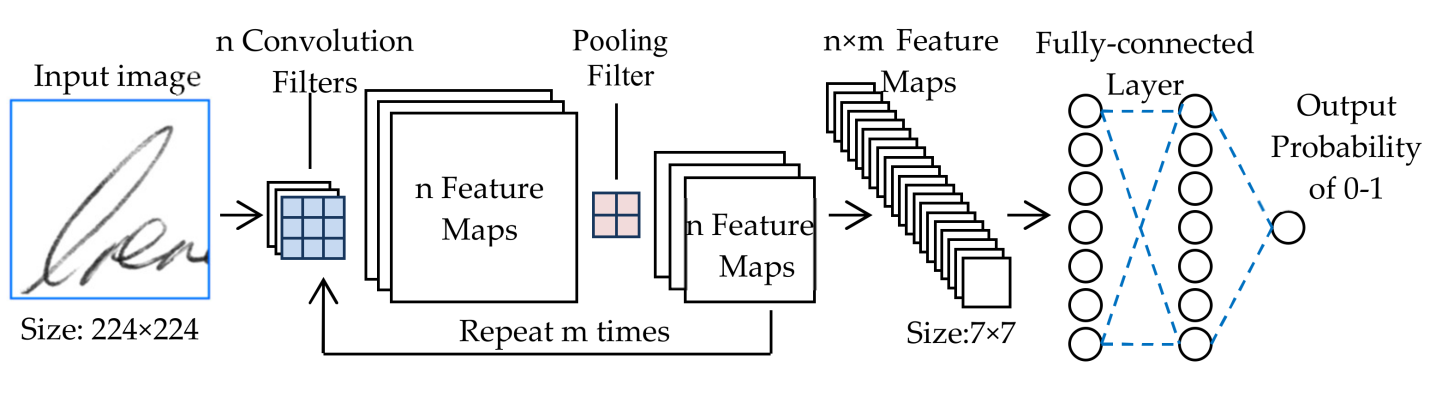 Input image
Size: 224×224
n Convolution
Filters
n Feature
Maps
Pooling
Filter
n Feature
Maps
Repeat m times
n×m Feature
Maps
Size:7×7
Fully-connected
Layer
Output
Probability
of 0-1